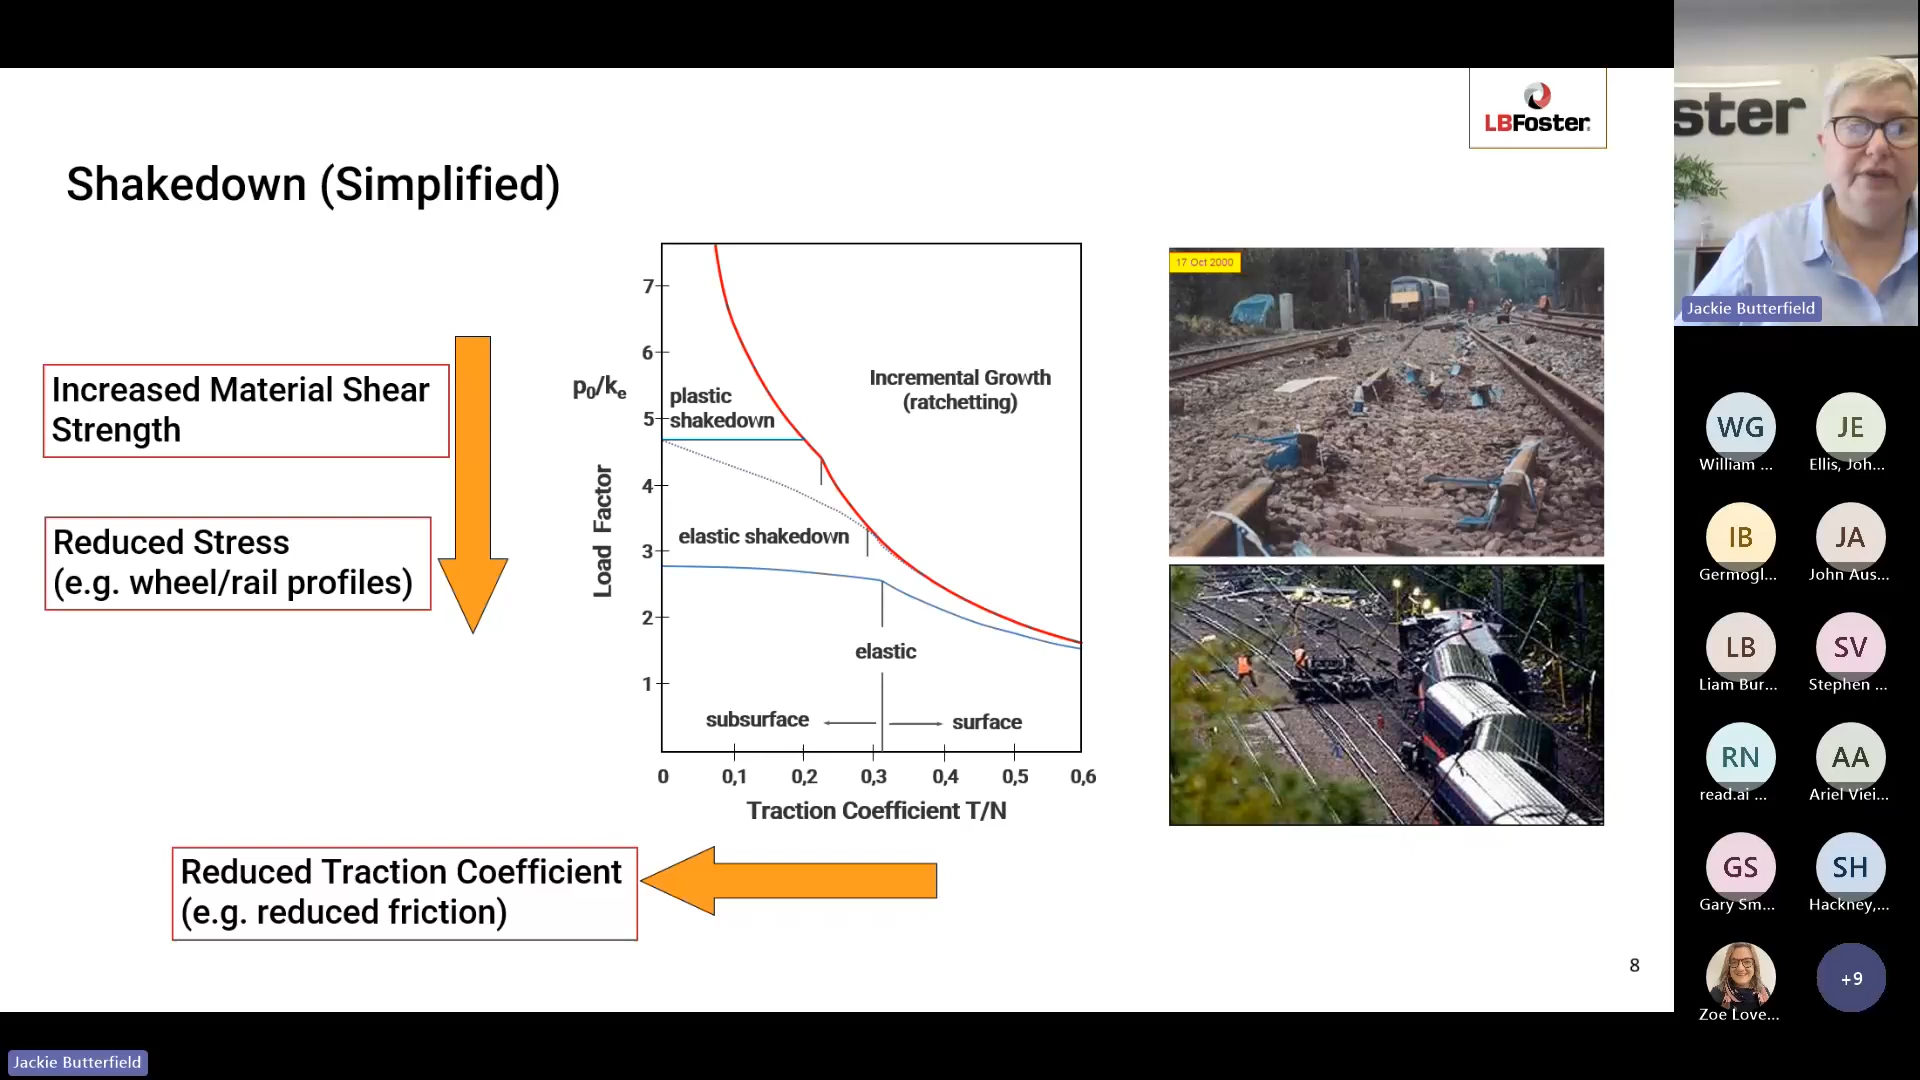 LBFoster.
Shakedown (Simplified)
Increased Material Shear
Strength
Reduced Stress
(e.g. wheel/rail profiles)
Reduced Traction Coefficient
(e.g. reduced friction)
p0/ke
Load Factor
7
6
5
4
3
2
1
plastic
shakedown
Incremental Growth
(ratchetting)
elastic shakedown
elastic
subsurface
surface
0
0,1
0,2
0,3
0,4
0,5
0,6
Traction Coefficient T/N
17 Oct 2000
8
ster
Jackie Butterfield
WG
William ...
JE
Ellis, Joh...
IB
Germogl...
JA
John Aus...
LB
Liam Bur...
SV
Stephen ...
RN
read.ai ...
AA
Ariel Viei...
GS
Gary Sm...
SH
Hackney,...
Zoe Love...
+9
Jackie Butterfield